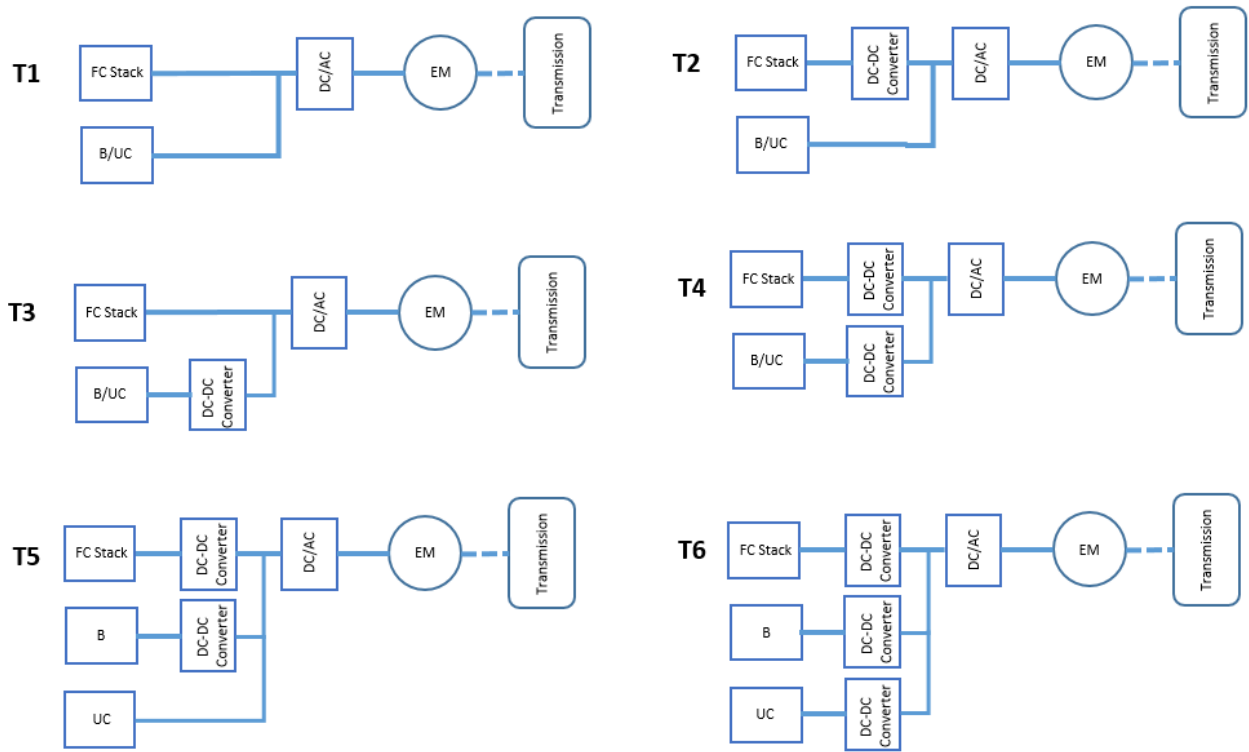 T1
FC Stack
B/UC
DC/AC
EM
Transmission
T2
FC Stack
DC-DC
Converter
B/UC
DC/AC
EM
Transmission
T3
FC Stack
B/UC
DC-DC
Converter
DC/AC
EM
Transmission
T4
FC Stack
DC-DC
Converter
B/UC
DC-DC
Converter
DC/AC
EM
Transmission
T5
FC Stack
DC-DC
Converter
B
DC-DC
Converter
UC
DC/AC
EM
Transmission
T6
FC Stack
DC-DC
Converter
B
DC-DC
Converter
UC
DC-DC
Converter
DC/AC
EM
Transmission